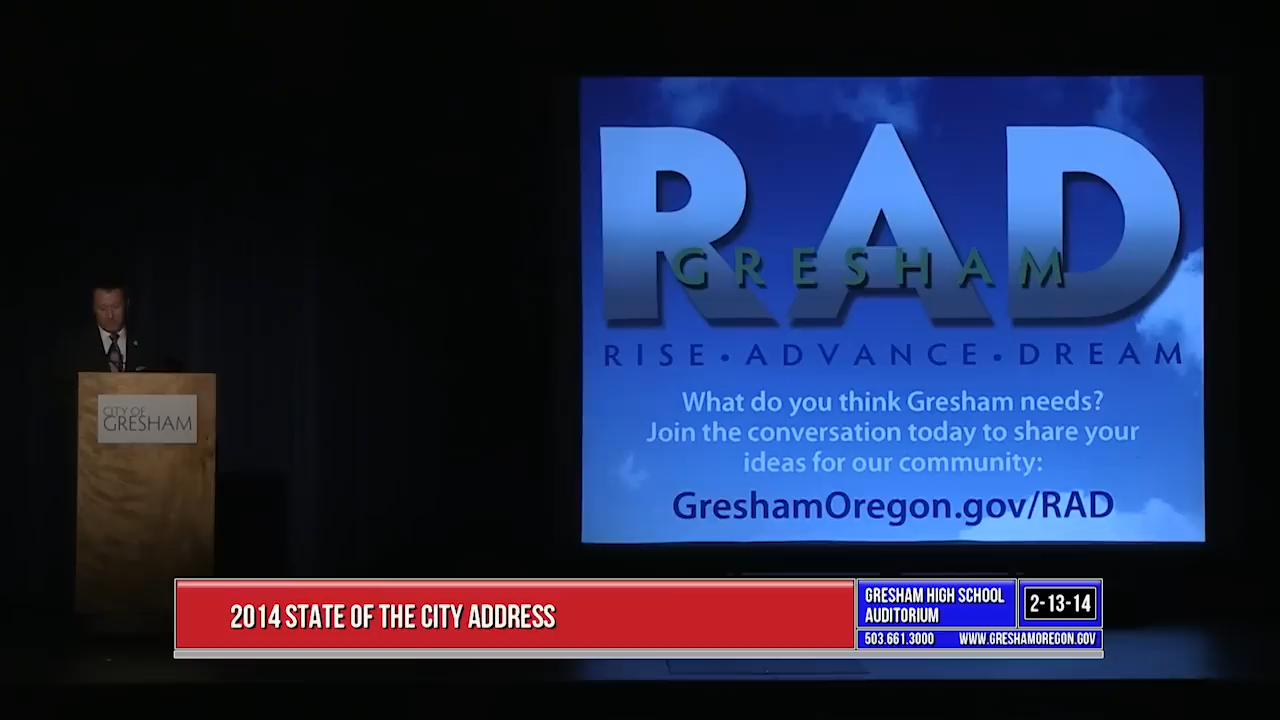 RAD
GRESHAM
RISE • ADVANCE • DREAM
What do you think Gresham needs?
Join the conversation today to share your
ideas for our community:
GreshamOregon.gov/RAD
CITY OF
GRESHAM
2014 STATE OF THE CITY ADDRESS
GRESHAM HIGH SCHOOL
AUDITORIUM
2-13-14
503.661.3000 WWW.GRESHAMOREGON.GOV